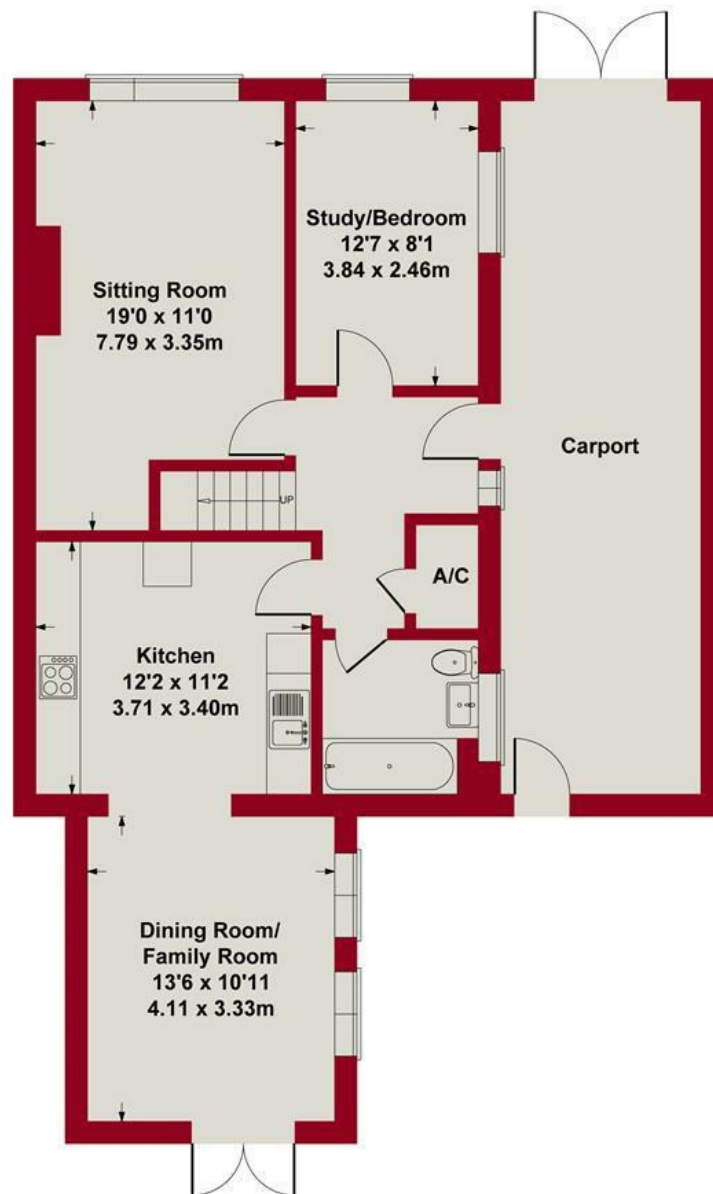 Study/Bedroom
12'7 x 8'1
3.84 x 2.46m
Sitting Room
19'0 x 11'0
7.79 x 3.35m
Carport
UP
A/C
Kitchen
12'2 x 11'2
3.71 x 3.40m
Dining Room/
Family Room
13'6 x 10'11
4.11 x 3.33m